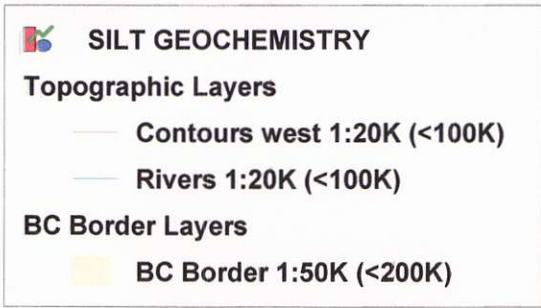 SILT GEOCHEMISTRY
Topographic Layers
Contours west 1:20K (<100K)
Rivers 1:20K (<100K)
BC Border Layers
BC Border 1:50K (<200K)